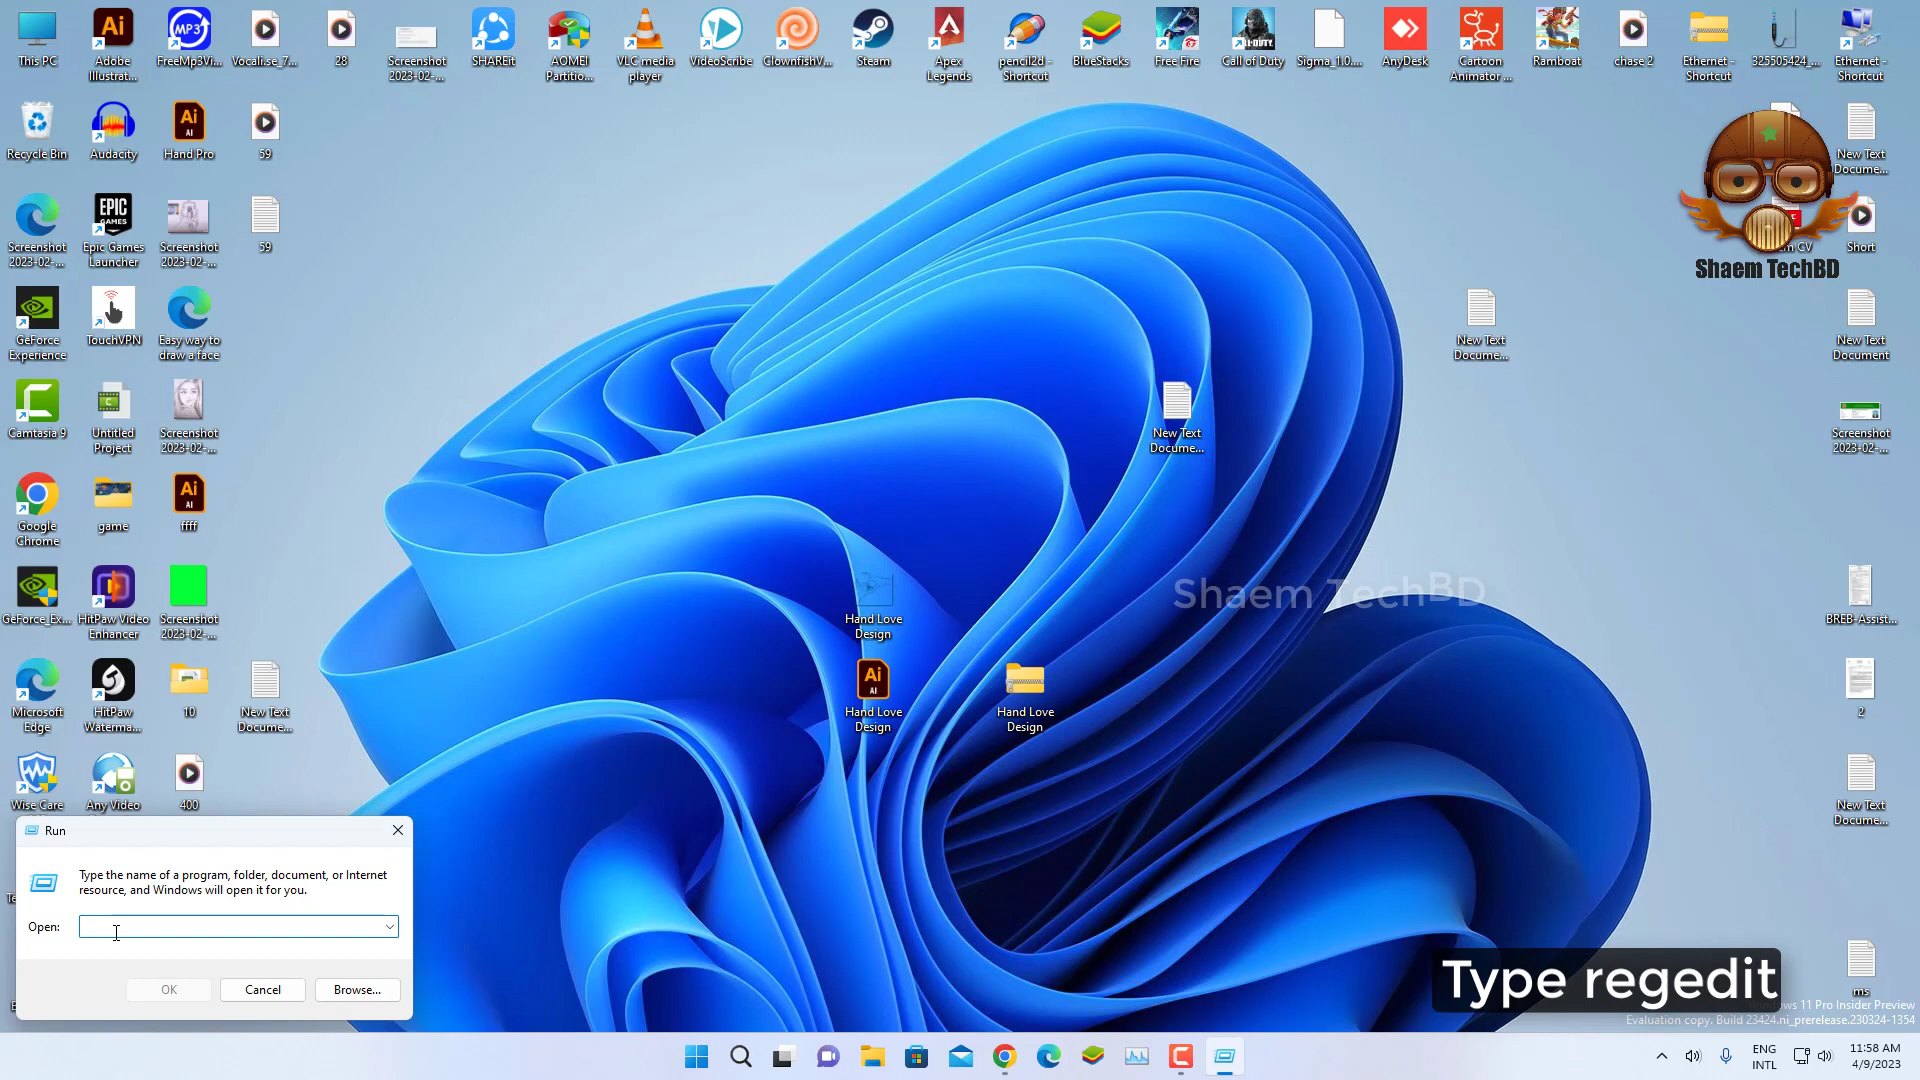 This PC
Adobe
Illustrat...
FreeMp3Vi...
Vocali.se_7...
28
Screenshot
2023-02-...
SHAREit
AOMEI
Partitio...
VLC media
player
VideoScribe
ClownfishV...
Steam
Apex
Legends
pencil2d -
Shortcut
BlueStacks
Free Fire
Call of Duty
Sigma_1.0....
AnyDesk
Cartoon
Animator ...
Ramboat
chase 2
Ethernet -
Shortcut
325505424_...
Ethernet -
Shortcut
Recycle Bin
Audacity
Hand Pro
59
New Text
Docume...
Screenshot
2023-02-...
Epic Games
Launcher
Screenshot
2023-02-...
59
CV
Short
Shaem TechBD
GeForce
Experience
TouchVPN
Easy way to
draw a face
New Text
Docume...
New Text
Document
Camtasia 9
Untitled
Project
Screenshot
2023-02-...
New Text
Docume...
Screenshot
2023-02-...
Google
Chrome
game
ffff
GeForce_Ex...
HitPaw Video
Enhancer
Screenshot
2023-02-...
Hand Love
Design
Shaem TechBD
BREB-Assist...
Microsoft
Edge
HitPaw
Waterma...
10
New Text
Docume...
Hand Love
Design
Hand Love
Design
2
Wise Care
Any Video
400
New Text
Docume...
Run
Type the name of a program, folder, document, or Internet
resource, and Windows will open it for you.
Open:
OK
Cancel
Browse...
Type regedit
ms
Windows 11 Pro Insider Preview
Evaluation copy. Build 23424.ni_prerelease.230324-1354
ENG
INTL
11:58 AM
4/9/2023